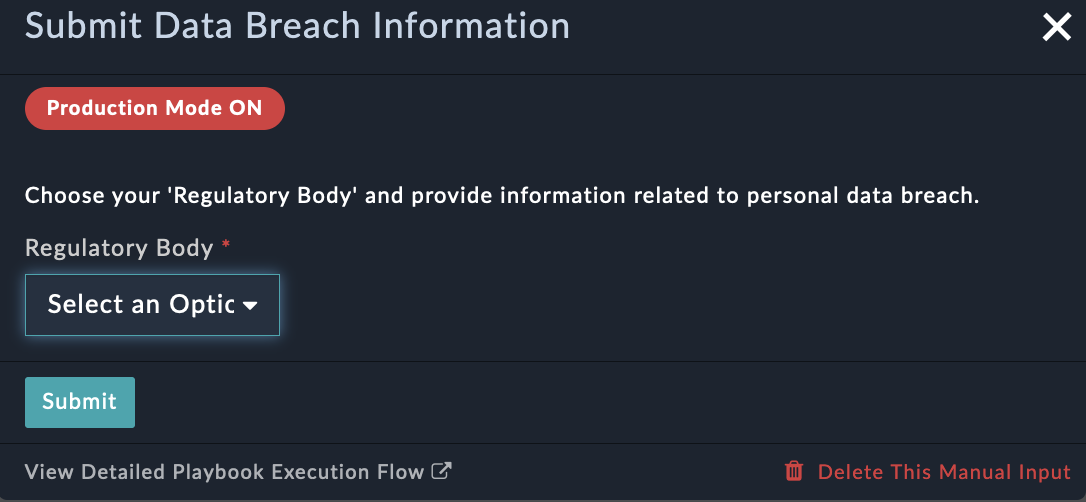 Submit Data Breach Information
Production Mode ON
Choose your 'Regulatory Body' and provide information related to personal data breach.
Regulatory Body *
Select an Optic
Submit
View Detailed Playbook Execution Flow
Delete This Manual Input